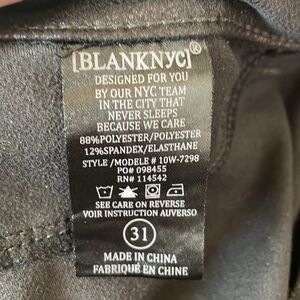 [BLANKNYC]®
DESIGNED FOR YOU
BY OUR NYC TEAM
IN THE CITY THAT
NEVER SLEEPS
BECAUSE WE CARE
88%POLYESTER/POLYESTER
12%SPANDEX/ELASTHANE
STYLE /MODELE # 10W-7298
PO# 098455
RN# 114542
SEE CARE ON REVERSE
VOIR INSTRUCTION AUVERSO
31
MADE IN CHINA
FABRIQUÉ EN CHINE